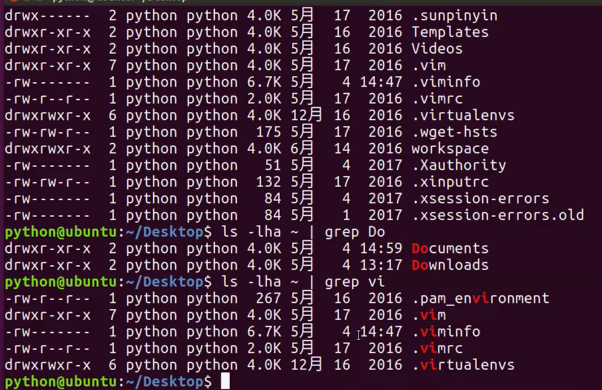 drwx------  2 python python 4.0K 5月  17  2016 .sunpinyin
drwxr-xr-x  2 python python 4.0K 5月  16  2016 Templates
drwxr-xr-x  2 python python 4.0K 5月  16  2016 Videos
drwxr-xr-x  7 python python 4.0K 5月  17  2016 .vim
-rw-------  1 python python 6.7K 5月   4 14:47 .viminfo
-rw-r--r--  1 python python 2.0K 5月  17  2016 .vimrc
drwxrwxr-x  6 python python 4.0K 12月 16  2016 .virtualenvs
-rw-rw-r--  1 python python  175 5月  17  2016 .wget-hsts
drwxrwxr-x  2 python python 4.0K 6月  14  2016 workspace
-rw-------  1 python python   51 5月   4  2017 .Xauthority
-rw-rw-r--  1 python python  132 5月  17  2016 .xinputrc
-rw-------  1 python python   84 5月   4  2017 .xsession-errors
-rw-------  1 python python   84 5月   1  2017 .xsession-errors.old
python@ubuntu:~/Desktop$ ls -lha ~ | grep Do
drwxr-xr-x  2 python python 4.0K 5月   4 14:59 Documents
drwxr-xr-x  2 python python 4.0K 5月   4 13:17 Downloads
python@ubuntu:~/Desktop$ ls -lha ~ | grep vi
-rw-r--r--  1 python python  267 5月  16  2016 .pam_environment
drwxr-xr-x  7 python python 4.0K 5月  17  2016 .vim
-rw-------  1 python python 6.7K 5月   4 14:47 .viminfo
-rw-r--r--  1 python python 2.0K 5月  17  2016 .vimrc
drwxrwxr-x  6 python python 4.0K 12月 16  2016 .virtualenvs
python@ubuntu:~/Desktop$